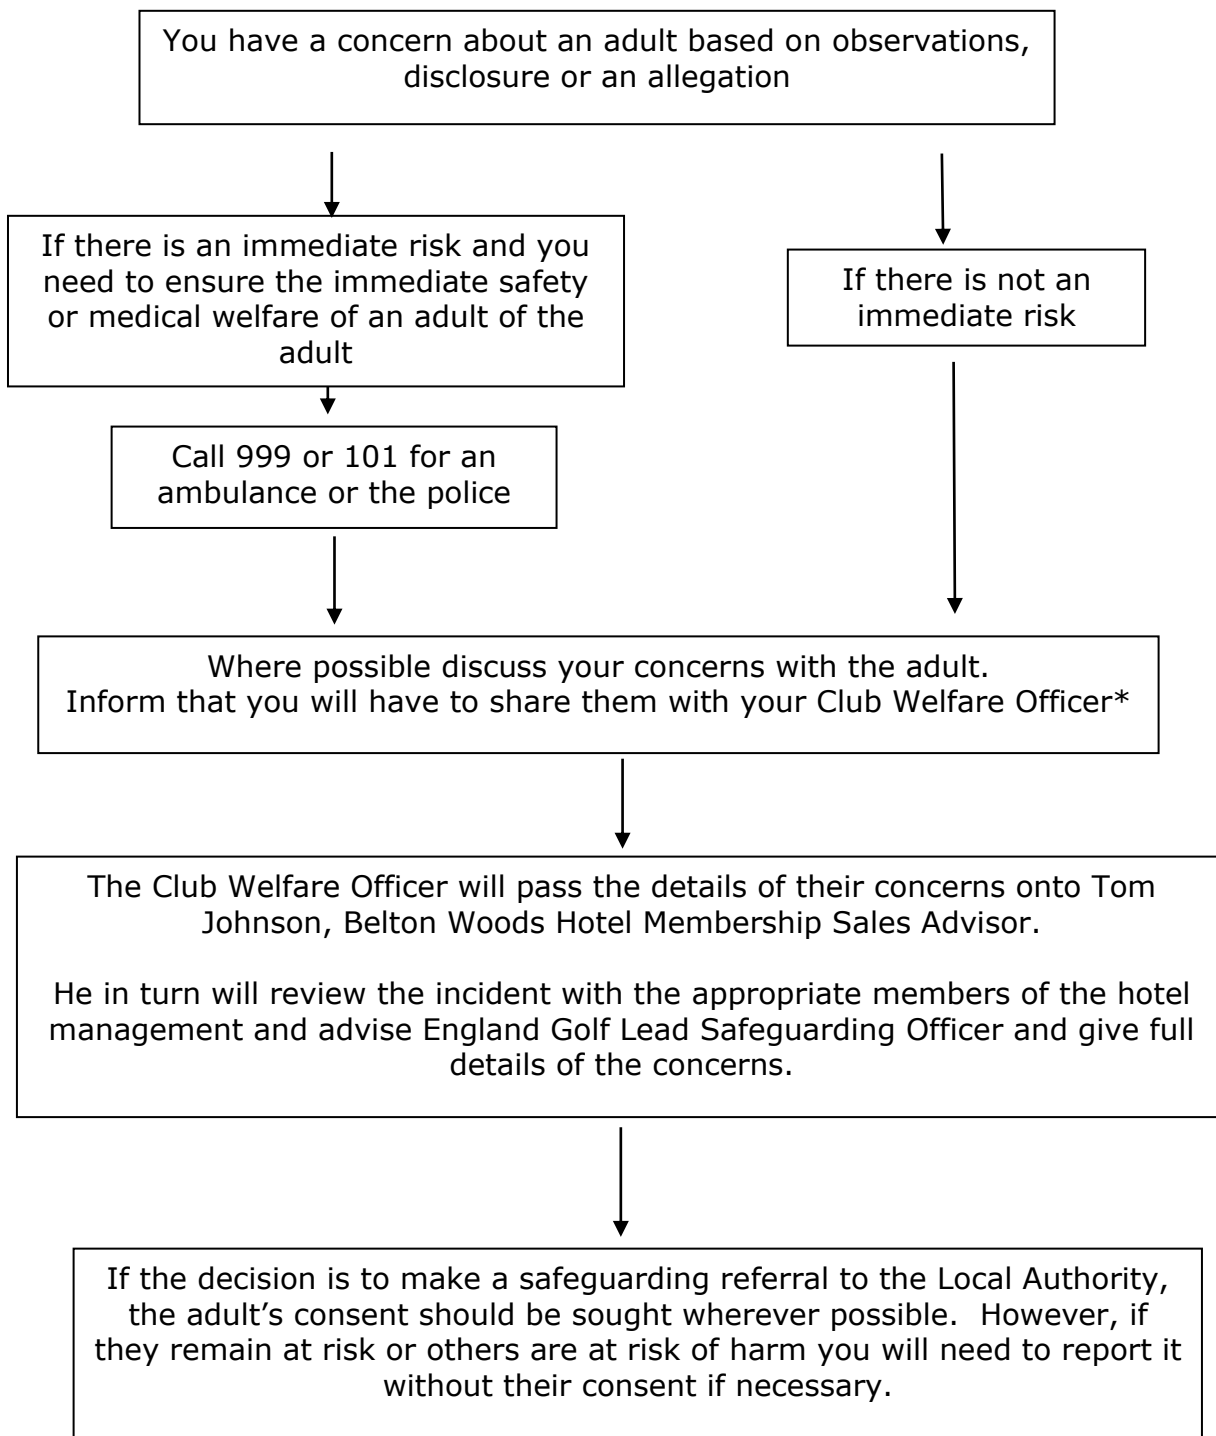 You have a concern about an adult based on observations,
disclosure or an allegation
If there is an immediate risk and you
need to ensure the immediate safety
or medical welfare of an adult of the
adult
If there is not an
immediate risk
Call 999 or 101 for an
ambulance or the police
Where possible discuss your concerns with the adult.
Inform that you will have to share them with your Club Welfare Officer*
The Club Welfare Officer will pass the details of their concerns onto Tom
Johnson, Belton Woods Hotel Membership Sales Advisor.
He in turn will review the incident with the appropriate members of the hotel
management and advise England Golf Lead Safeguarding Officer and give full
details of the concerns.
If the decision is to make a safeguarding referral to the Local Authority,
the adult’s consent should be sought wherever possible.  However, if
they remain at risk or others are at risk of harm you will need to report it
without their consent if necessary.